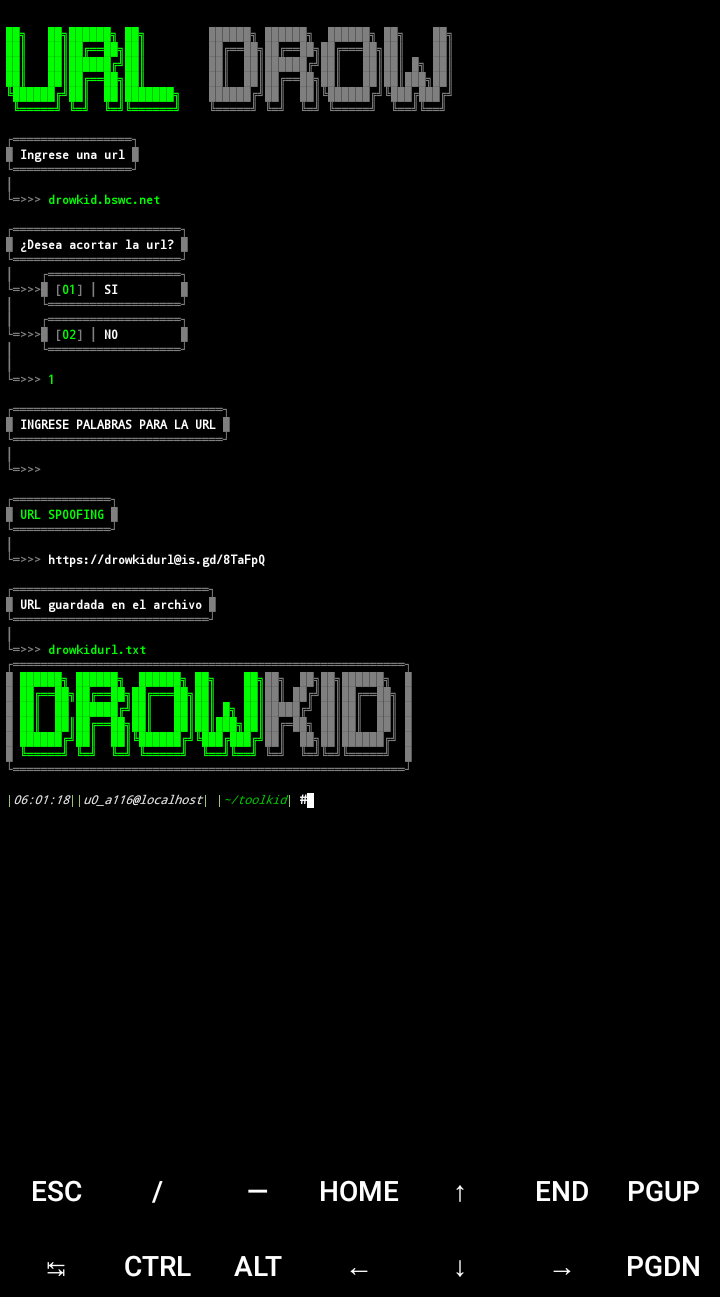 URL DROW
Ingrese una url
└=>>> drowkid.bswc.net
¿Desea acortar la url?
└=>>> [01] | SI
└=>>> [02] | NO
└=>>> 1
INGRESE PALABRAS PARA LA URL
└=>>>
URL SPOOFING
└=>>> https://drowkidurl@is.gd/8TaFpQ
URL guardada en el archivo
└=>>> drowkidurl.txt
DROWKID
|06:01:18||u0_a116@localhost| |~/toolkid| #
ESC / — HOME ↑ END PGUP
↹ CTRL ALT ← ↓ → PGDN